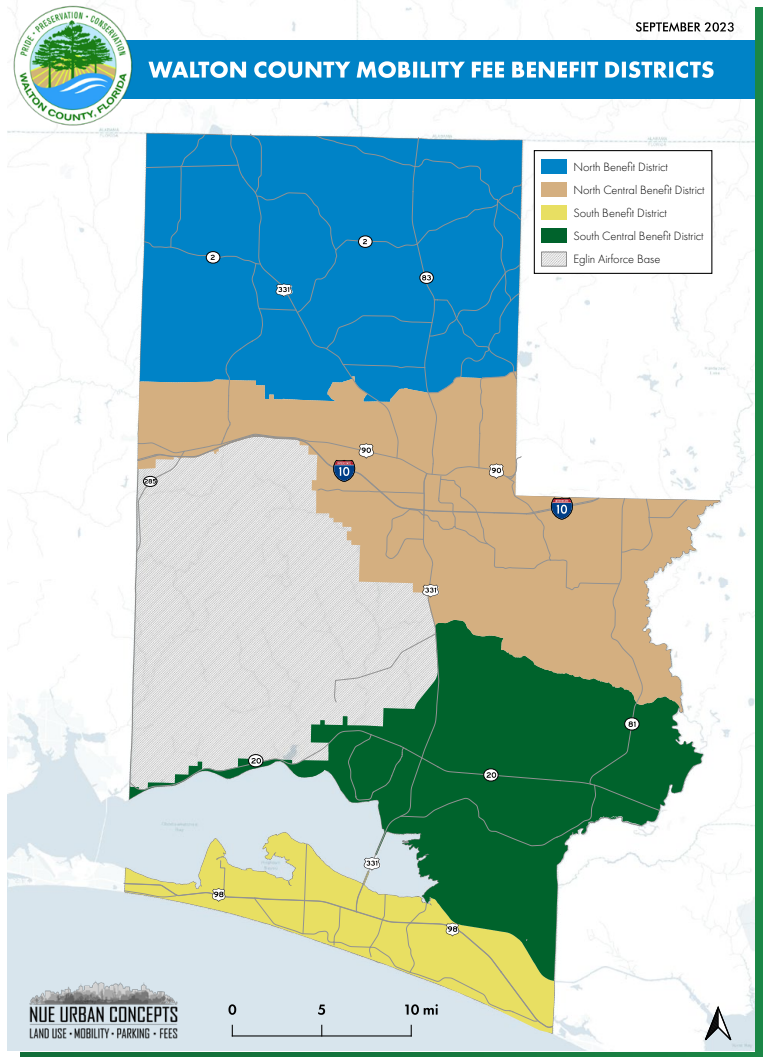 SEPTEMBER 2023
PRIDE • PRESERVATION • CONSERVATION
WALTON COUNTY, FLORIDA
WALTON COUNTY MOBILITY FEE BENEFIT DISTRICTS
North Benefit District
North Central Benefit District
South Benefit District
South Central Benefit District
Eglin Airforce Base
2
2
83
331
90
10
90
285
10
331
81
20
20
331
98
98
NUE URBAN CONCEPTS
LAND USE • MOBILITY • PARKING • FEES
0 5 10 mi